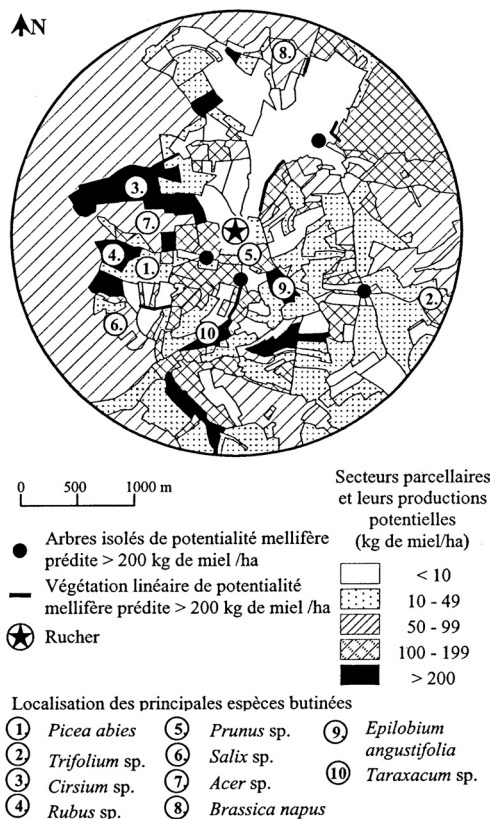 N
8.
3.
7.
4.
1.
5.
9.
2.
6.
10
0 500 1000 m
Arbres isolés de potentialité mellifère
prédite > 200 kg de miel /ha
Végétation linéaire de potentialité
mellifère prédite > 200 kg de miel /ha
Rucher
Secteurs parcellaires
et leurs productions
potentielles
(kg de miel/ha)
< 10
10 - 49
50 - 99
100 - 199
> 200
Localisation des principales espèces butinées
1. Picea abies
2. Trifolium sp.
3. Cirsium sp.
4. Rubus sp.
5. Prunus sp.
6. Salix sp.
7. Acer sp.
8. Brassica napus
9. Epilobium
angustifolia
10 Taraxacum sp.